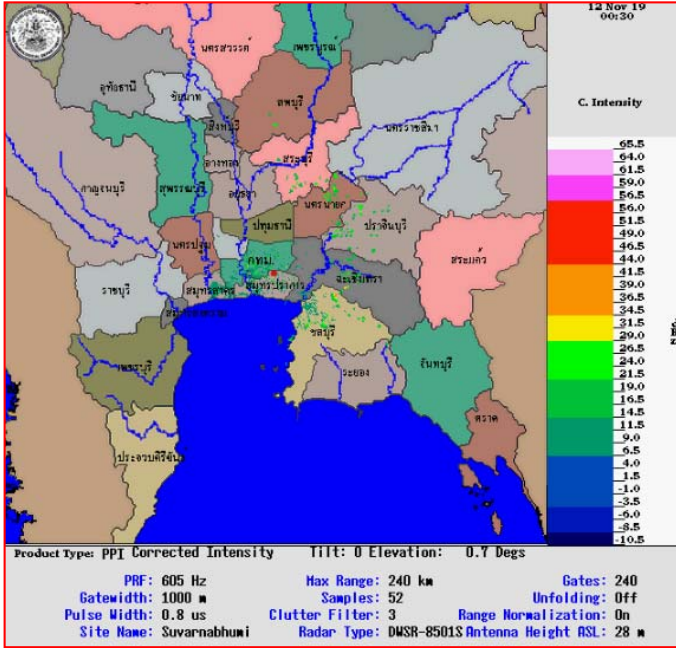 12 Nov 19
00:30
นครสวรรค์
เพชรบูรณ์
อุทัยธานี
ชัยนาท
ลพบุรี
สิงห์บุรี
นครราชสีมา
อ่างทอง
สระบุรี
กาญจนบุรี
สุพรรณบุรี
อยุธยา
นครนายก
ปทุมธานี
ปราจีนบุรี
นครปฐม
กทม.
สระแก้ว
ราชบุรี
สมุทรสาคร
สมุทรปราการ
ฉะเชิงเทรา
ชลบุรี
เพชรบุรี
ระยอง
จันทบุรี
ตราด
ประจวบคีรีขันธ์
C. Intensity
65.5
64.0
61.5
59.0
56.5
56.0
51.5
49.0
46.5
44.0
41.5
39.0
36.5
34.0
31.5
29.0
26.5
24.0
21.5
19.0
16.5
14.5
11.5
9.0
6.5
4.0
1.5
-1.0
-3.5
-6.0
-8.5
-10.5
Product Type: PPI Corrected Intensity Tilt: 0 Elevation: 0.7 Degs
PRF: 605 Hz Max Range: 240 km Gates: 240
Gatewidth: 1000 m Samples: 52 Unfolding: Off
Pulse Width: 0.8 us Clutter Filter: 3 Range Normalization: On
Site Name: Suvarnabhumi Radar Type: DWSR-8501S Antenna Height ASL: 28 m